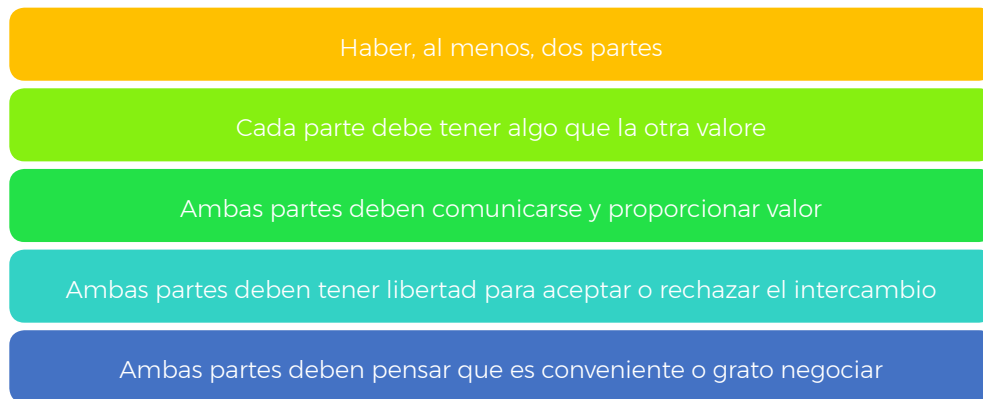 Haber, al menos, dos partes
Cada parte debe tener algo que la otra valore
Ambas partes deben comunicarse y proporcionar valor
Ambas partes deben tener libertad para aceptar o rechazar el intercambio
Ambas partes deben pensar que es conveniente o grato negociar